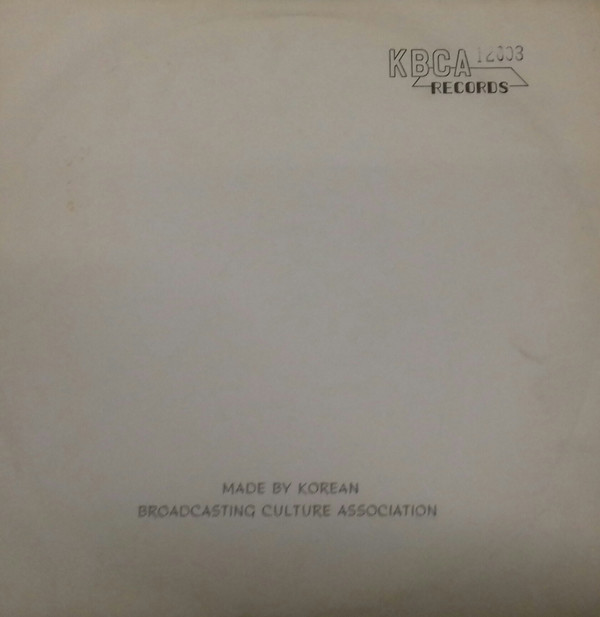 KBCA 12003
RECORDS
MADE BY KOREAN
BROADCASTING CULTURE ASSOCIATION